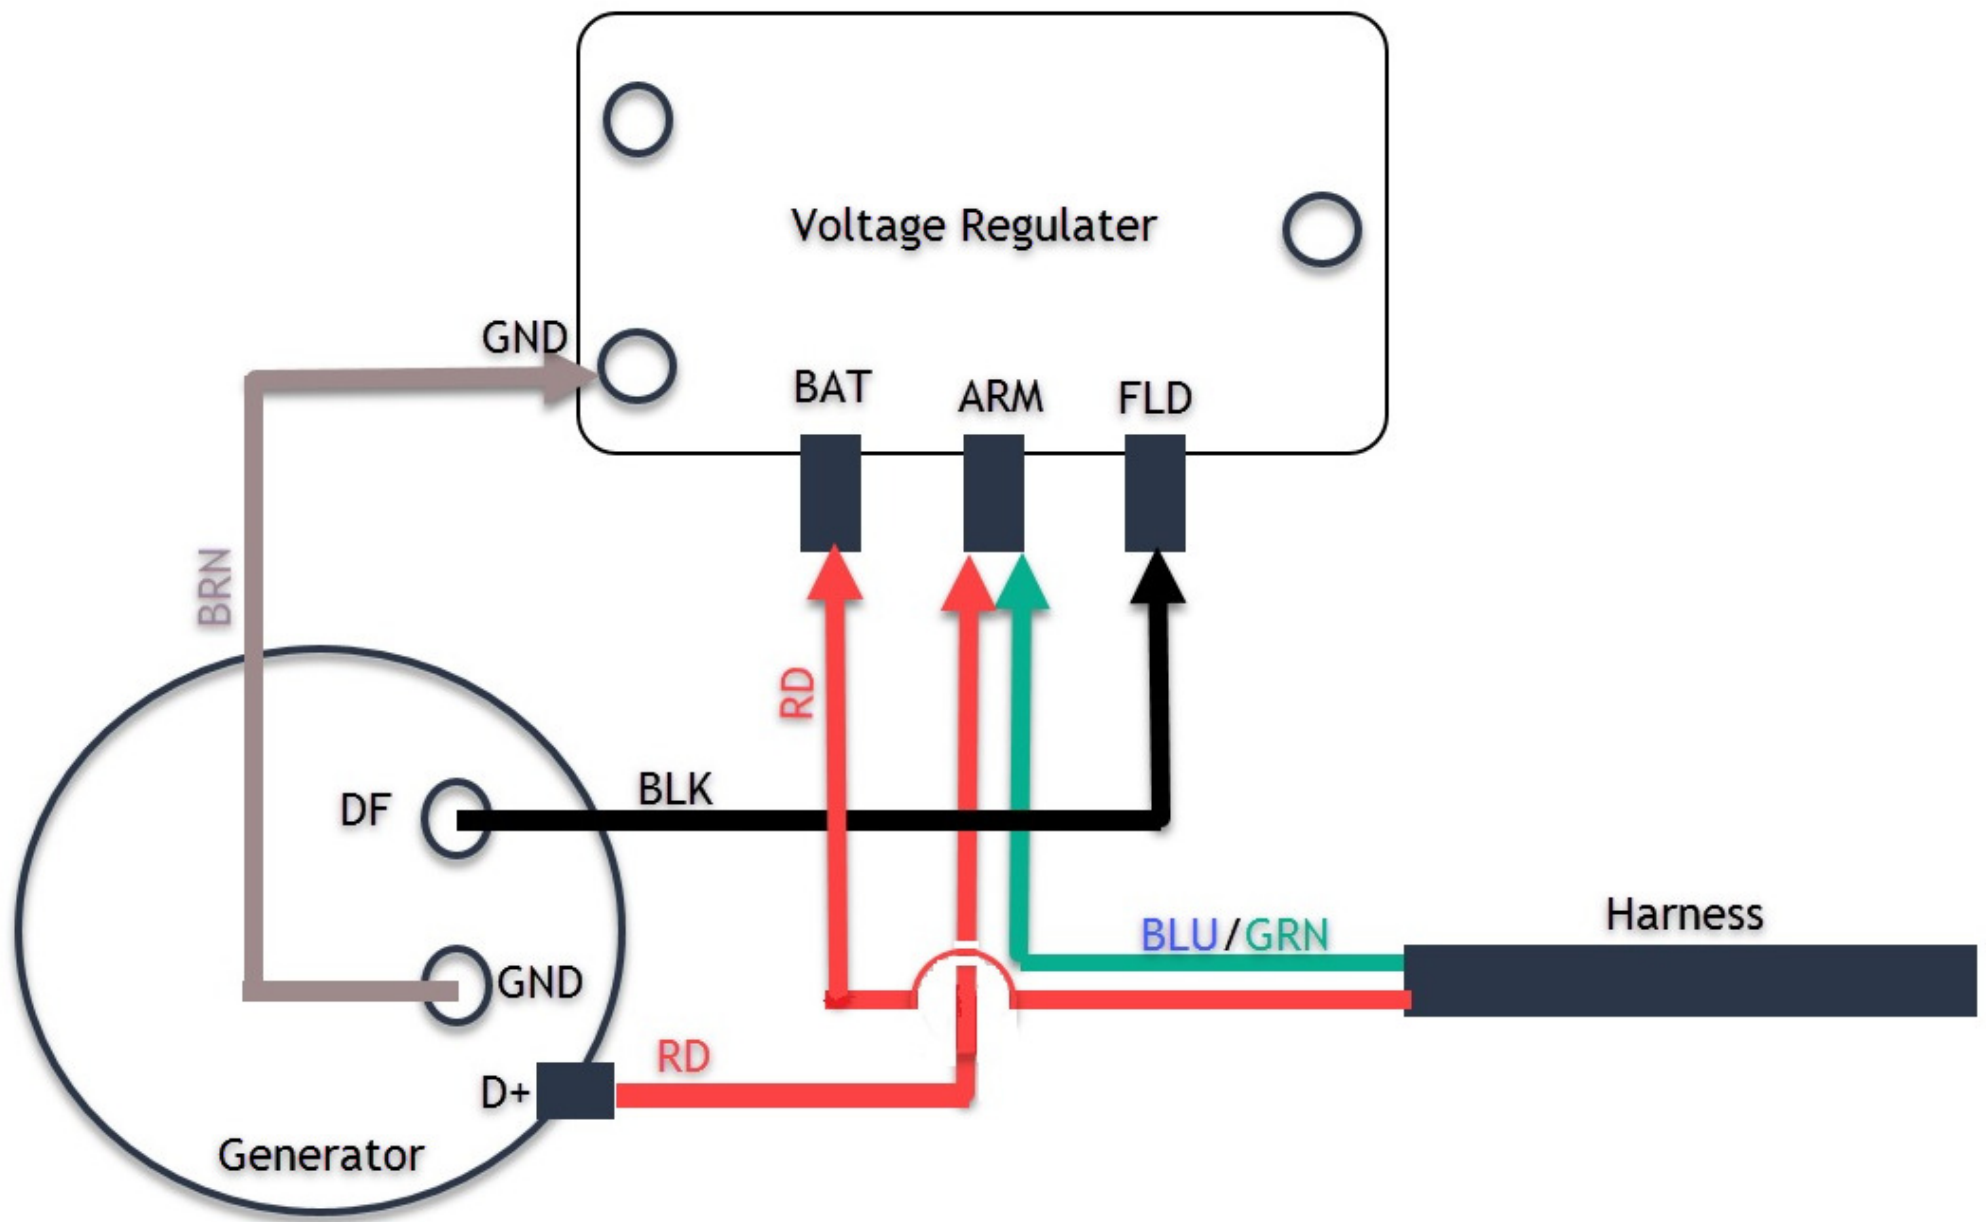 Voltage Regulater
GND
BAT
ARM
FLD
BRN
RD
BLK
DF
BLU/GRN
Harness
GND
RD
D+
Generator